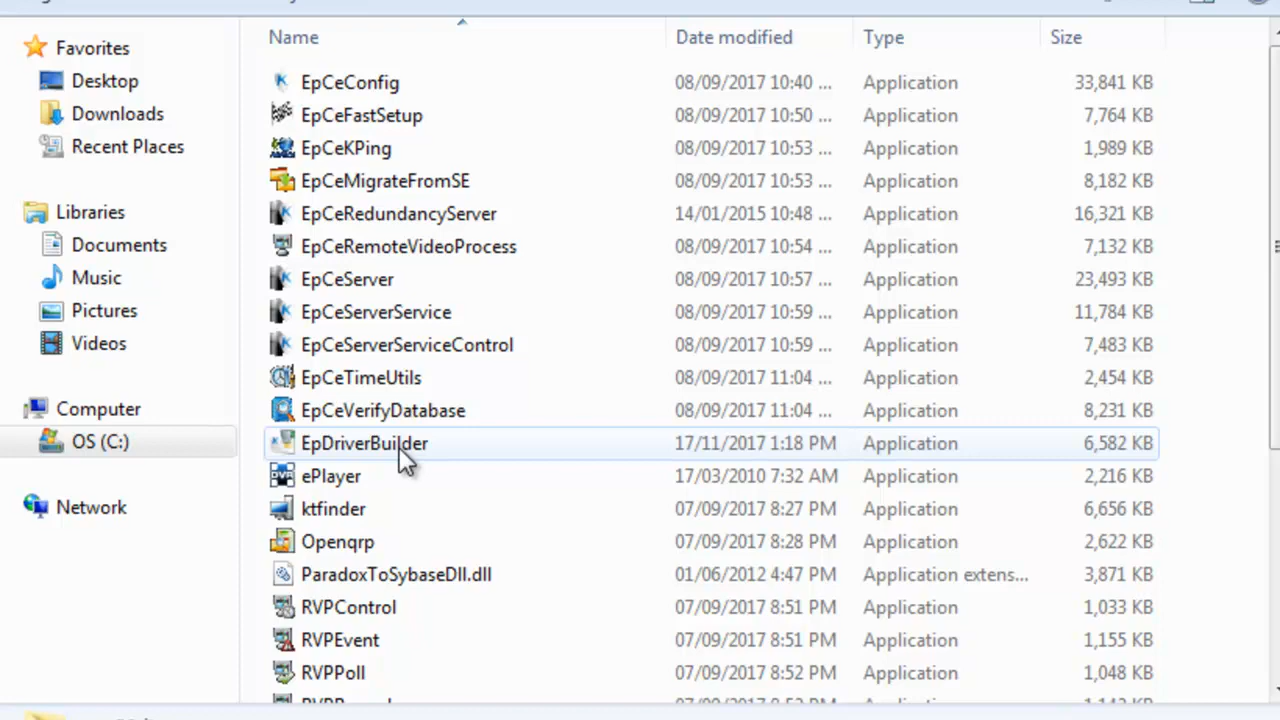 Name Date modified Type Size
Favorites
Desktop
Downloads
Recent Places
Libraries
Documents
Music
Pictures
Videos
Computer
OS (C:)
Network
EpCeConfig 08/09/2017 10:40 ... Application 33,841 KB
EpCeFastSetup 08/09/2017 10:50 ... Application 7,764 KB
EpCeKPing 08/09/2017 10:53 ... Application 1,989 KB
EpCeMigrateFromSE 08/09/2017 10:53 ... Application 8,182 KB
EpCeRedundancyServer 14/01/2015 10:48 ... Application 16,321 KB
EpCeRemoteVideoProcess 08/09/2017 10:54 ... Application 7,132 KB
EpCeServer 08/09/2017 10:57 ... Application 23,493 KB
EpCeServerService 08/09/2017 10:59 ... Application 11,784 KB
EpCeServerServiceControl 08/09/2017 10:59 ... Application 7,483 KB
EpCeTimeUtils 08/09/2017 11:04 ... Application 2,454 KB
EpCeVerifyDatabase 08/09/2017 11:04 ... Application 8,231 KB
EpDriverBuilder 17/11/2017 1:18 PM Application 6,582 KB
ePlayer 17/03/2010 7:32 AM Application 2,216 KB
ktfinder 07/09/2017 8:27 PM Application 6,656 KB
Openqrp 07/09/2017 8:28 PM Application 2,622 KB
ParadoxToSybaseDll.dll 01/06/2012 4:47 PM Application extens... 3,871 KB
RVPControl 07/09/2017 8:51 PM Application 1,033 KB
RVPEvent 07/09/2017 8:51 PM Application 1,155 KB
RVPPoll 07/09/2017 8:52 PM Application 1,048 KB